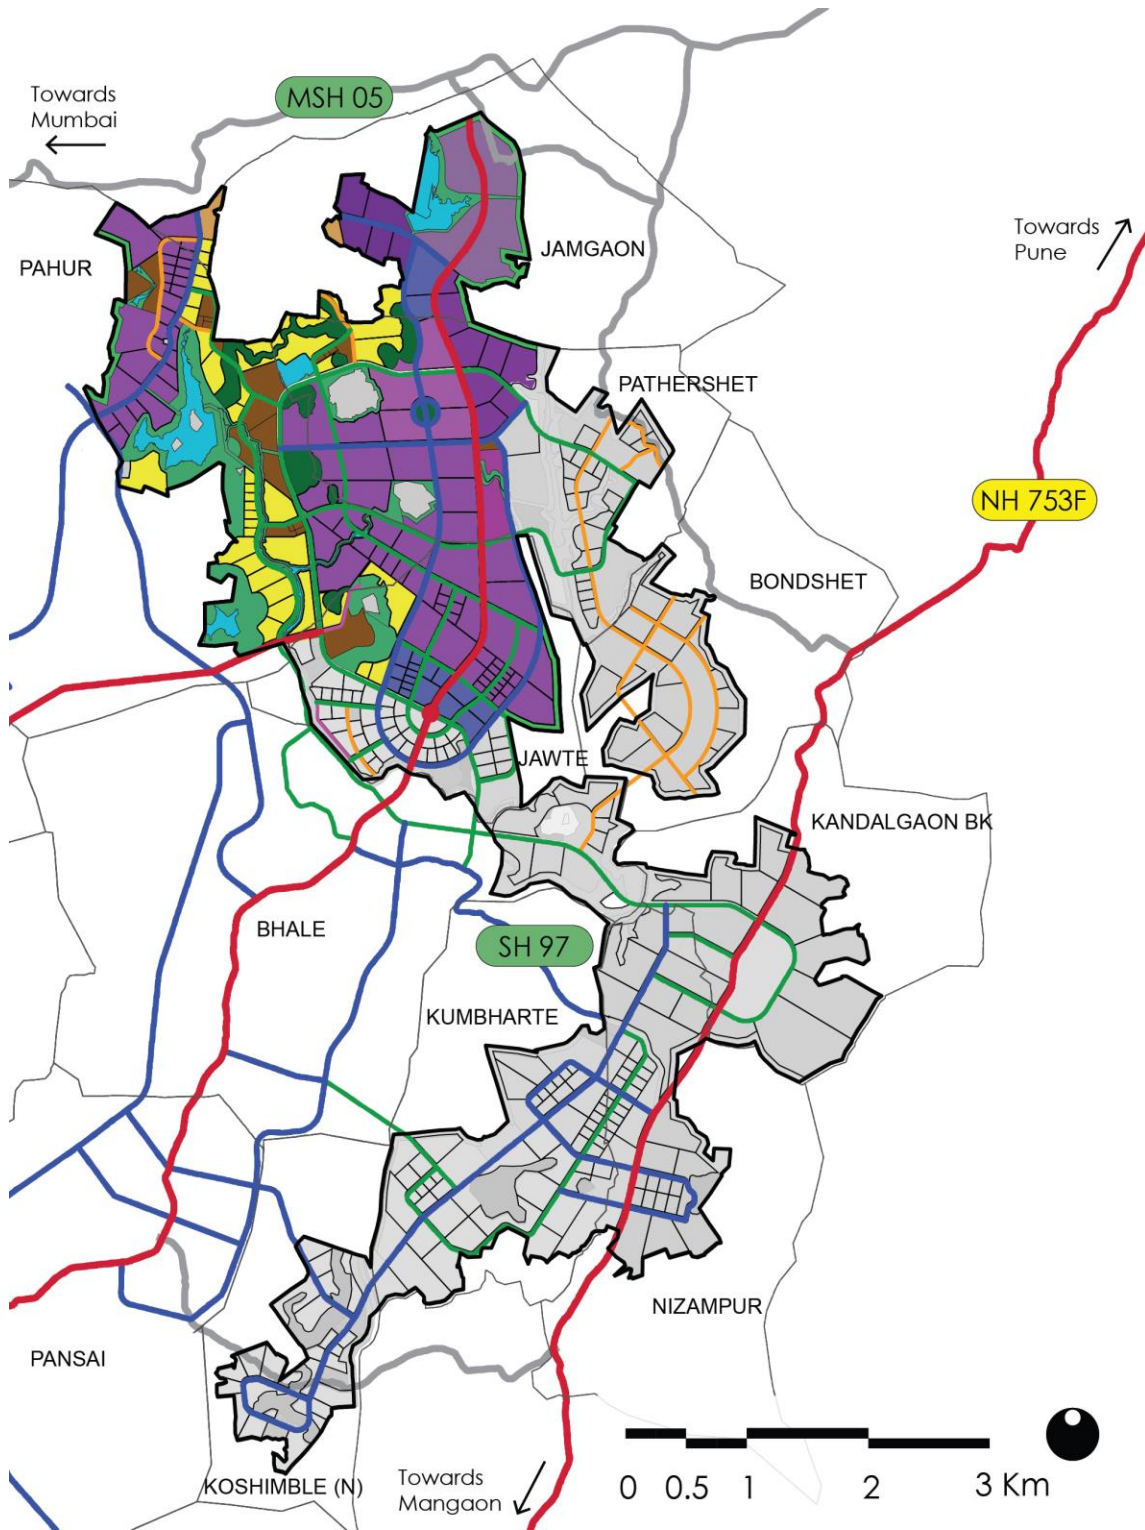 MSH 05
Towards
Mumbai
Towards
Pune
JAMGAON
PAHUR
PATHERSHET
NH 753F
BONDSHET
JAWTE
KANDALGAON BK
BHALE
SH 97
KUMBHARTE
NIZAMPUR
PANSAI
KOSHIMBLE (N)
Towards
Mangaon
0 0.5 1 2 3 Km